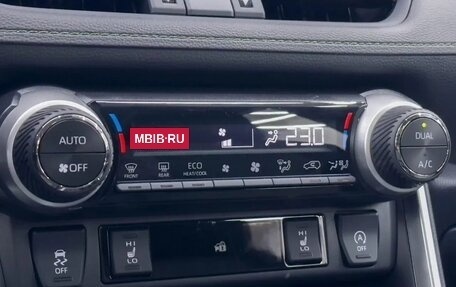 AUTO
OFF
MBIB-RU
23.0
DUAL
A/C
FRONT
REAR
ECO
HEAT/COOL
OFF
HI
LO
HI
LO
OFF